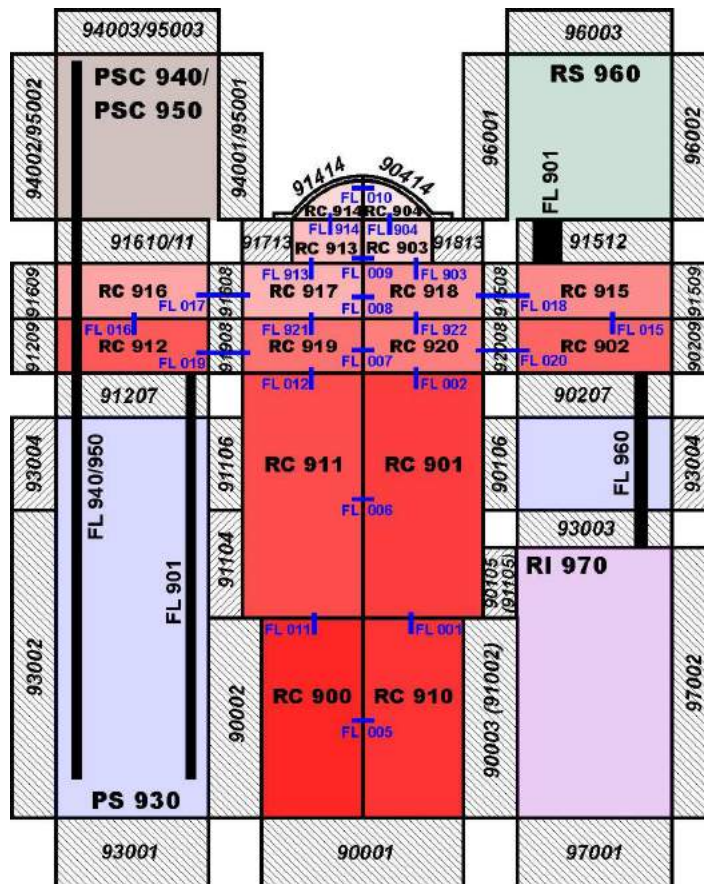 94003/95003
96003
PSC 940/
PSC 950
RS 960
94002/95002
94001/95001
96001
96002
FL 901
91414
90414
FL 010
RC 914
RC 904
FL 914
FL 904
91610/11
91713
RC 913
RC 903
91813
91512
FL 913
FL 009
FL 903
91609
RC 916
FL 017
91608
RC 917
FL 008
RC 918
91508
FL 018
RC 915
91509
FL 016
FL 921
FL 922
FL 015
91209
RC 912
FL 019
91908
RC 919
FL 007
RC 920
92008
FL 020
RC 902
90209
91207
FL 012
FL 002
90207
93004
91106
RC 911
RC 901
90106
FL 960
93004
FL 940/950
FL 006
FL 901
91104
93003
90105
(91105)
RI 970
FL 011
FL 001
93002
90002
RC 900
RC 910
90003 (91002)
97002
FL 005
PS 930
93001
90001
97001